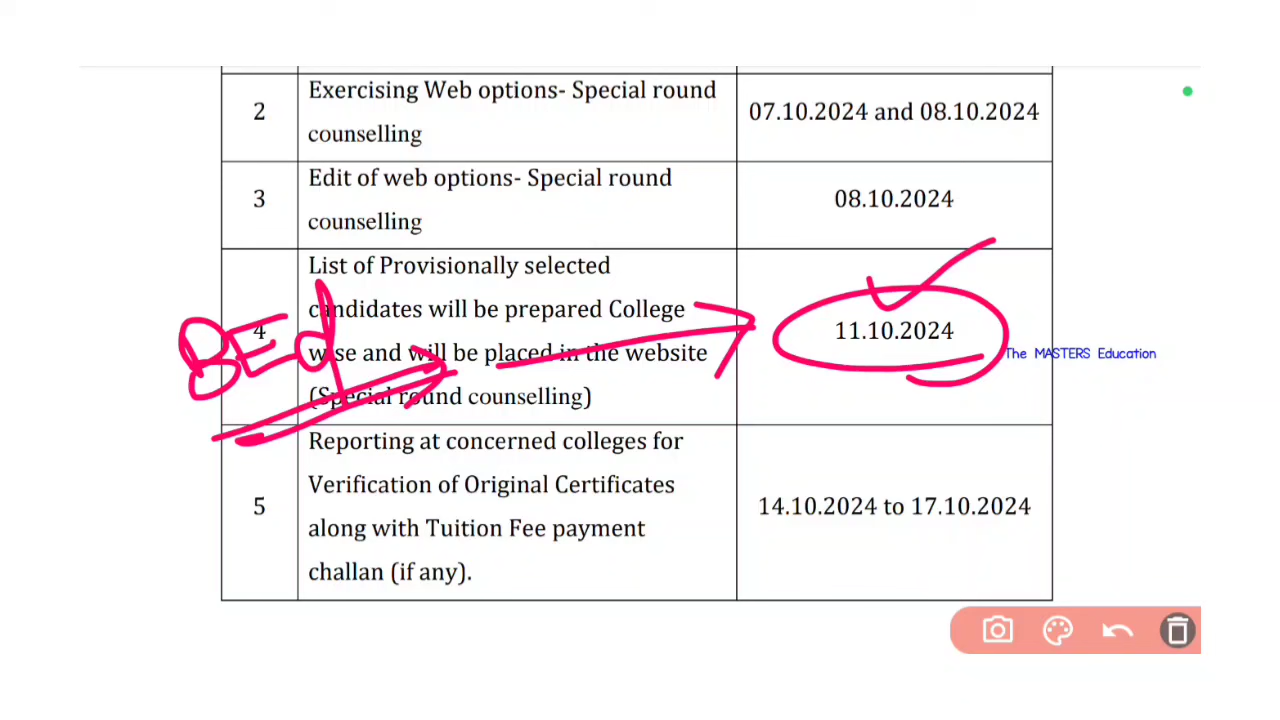 2
Exercising Web options- Special round
counselling
07.10.2024 and 08.10.2024
3
Edit of web options- Special round
counselling
08.10.2024
4
List of Provisionally selected
candidates will be prepared College
wise and will be placed in the website
(Special round counselling)
11.10.2024
BEd
The MASTERS Education
5
Reporting at concerned colleges for
Verification of Original Certificates
along with Tuition Fee payment
challan (if any).
14.10.2024 to 17.10.2024